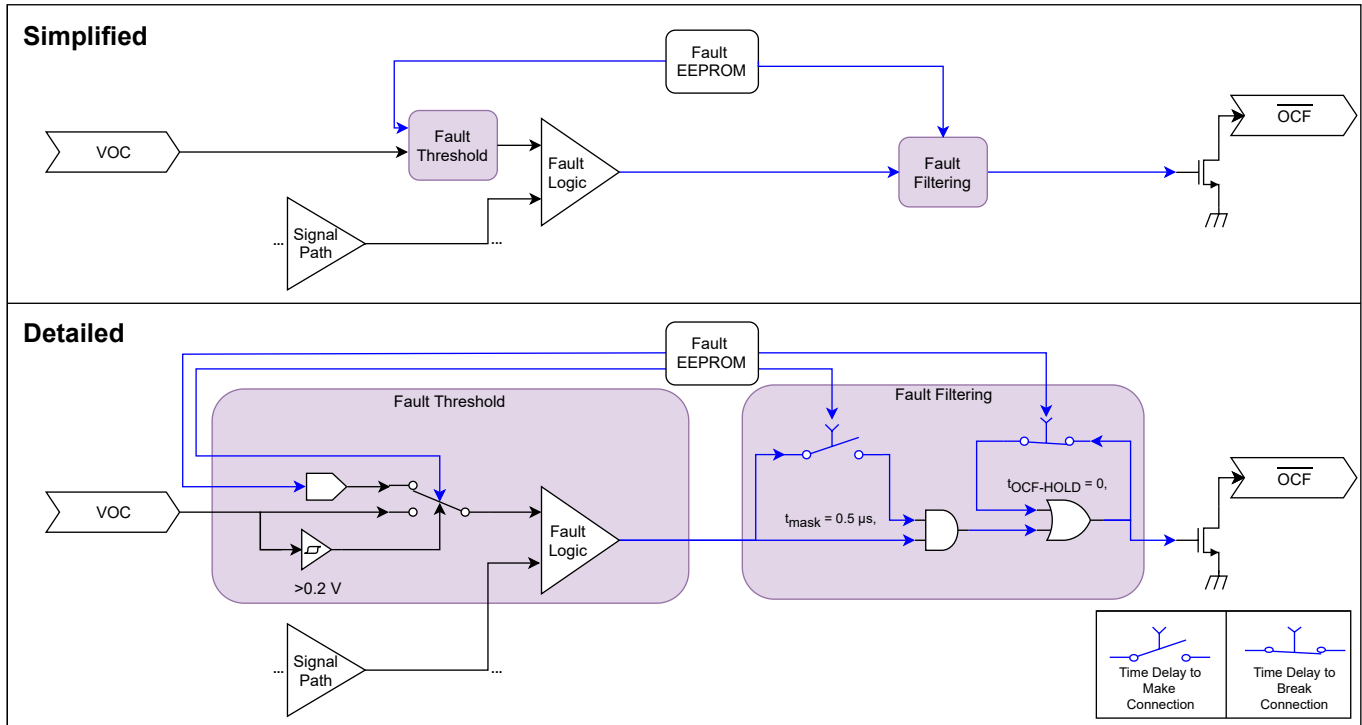 Simplified
Fault
EEPROM
VOC
Fault
Threshold
Fault
Logic
Fault
Filtering
OCF
...
Signal
Path
...
Detailed
Fault
EEPROM
Fault Threshold
Fault Filtering
VOC
>0.2 V
Fault
Logic
tmask = 0.5 µs,
tOCF-HOLD = 0,
OCF
...
Signal
Path
...
Time Delay to
Make
Connection
Time Delay to
Break
Connection